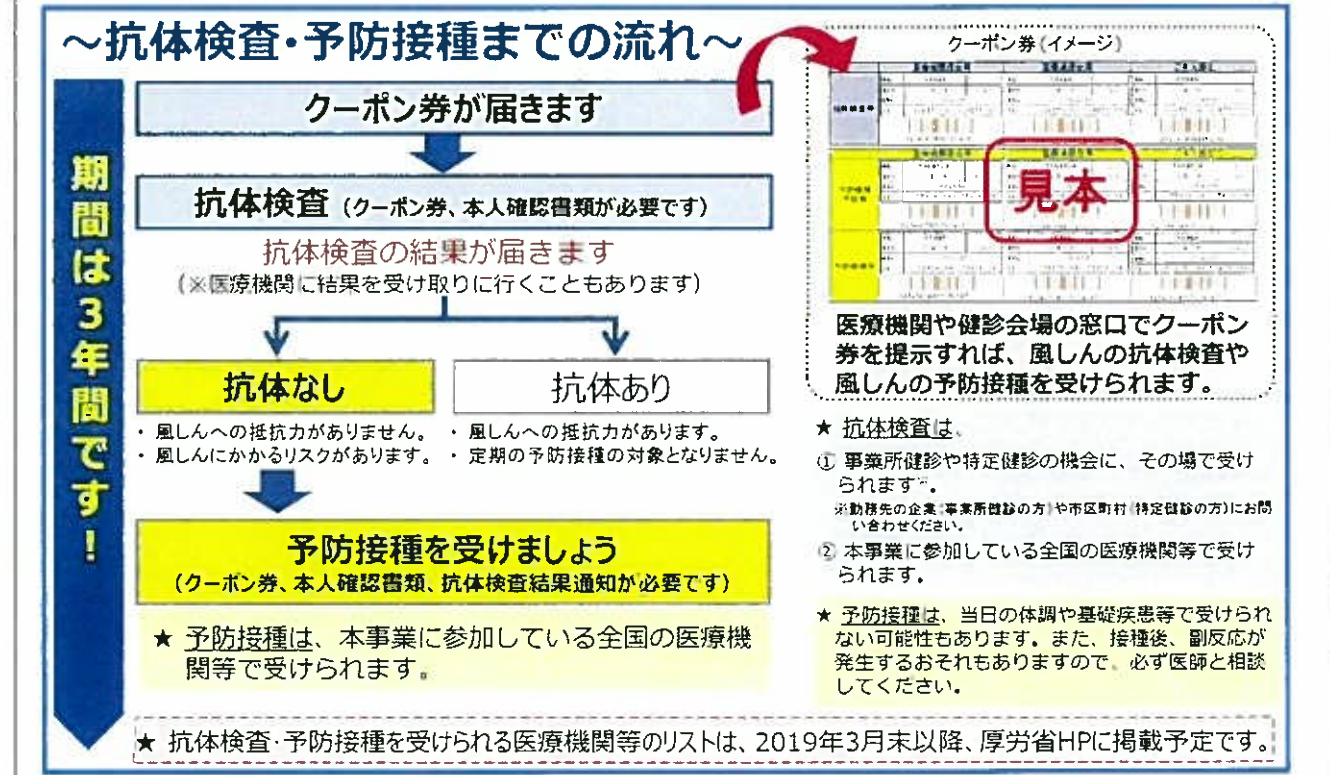 ～抗体検査・予防接種までの流れ～
期間は3年間です！
クーポン券が届きます
抗体検査（クーポン券、本人確認書類が必要です）
抗体検査の結果が届きます
（※医療機関に結果を受け取りに行くこともあります）
抗体なし
・ 風しんへの抵抗力がありません。
・ 風しんにかかるリスクがあります。
抗体あり
・ 風しんへの抵抗力があります。
・ 定期の予防接種の対象となりません。
予防接種を受けましょう
（クーポン券、本人確認書類、抗体検査結果通知が必要です）
★ 予防接種は、本事業に参加している全国の医療機
関等で受けられます。
クーポン券（イメージ）
見本
医療機関や健診会場の窓口でクーポン
券を提示すれば、風しんの抗体検査や
風しんの予防接種を受けられます。
★ 抗体検査は、
① 事業所健診や特定健診の機会に、その場で受け
られます※。
※勤務先の企業（事業所健診の方）や市区町村（特定健診の方）にお問
い合わせください。
② 本事業に参加している全国の医療機関等で受け
られます。
★ 予防接種は、当日の体調や基礎疾患等で受けられ
ない可能性もあります。また、接種後、副反応が
発生するおそれもありますので、必ず医師と相談
してください。
★ 抗体検査・予防接種を受けられる医療機関等のリストは、2019年3月末以降、厚労省HPに掲載予定です。